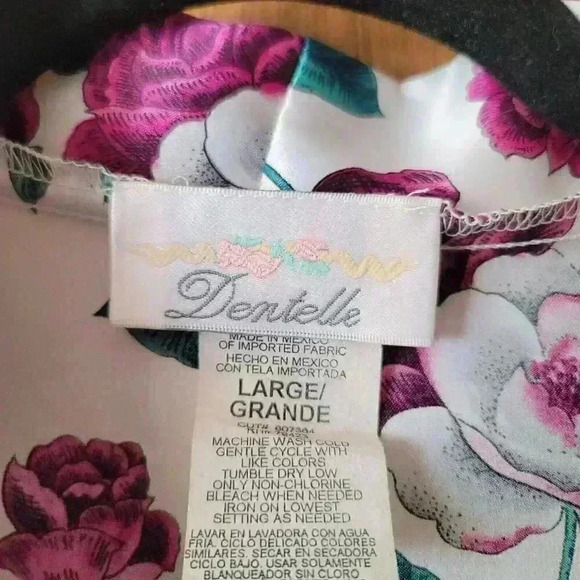 Dentelle
MADE IN MEXICO
OF IMPORTED FABRIC
HECHO EN MEXICO
CON TELA IMPORTADA
LARGE/
GRANDE
CUT# 907384
MACHINE WASH COLD
GENTLE CYCLE WITH
LIKE COLORS
TUMBLE DRY LOW
ONLY NON-CHLORINE
BLEACH WHEN NEEDED
IRON ON LOWEST
SETTING AS NEEDED
LAVAR EN LAVADORA CON AGUA
FRIA, CICLO DELICADO COLORES
SIMILARES. SECAR EN SECADORA
CICLO BAJO. USAR SOLAMENTE
BLANQUEADOR SIN CLORO